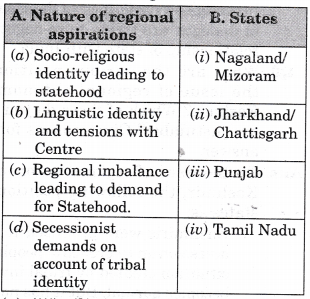 A. Nature of regional aspirations
B. States
(a) Socio-religious identity leading to statehood
(i) Nagaland/ Mizoram
(b) Linguistic identity and tensions with Centre
(ii) Jharkhand/ Chattisgarh
(c) Regional imbalance leading to demand for Statehood.
(iii) Punjab
(d) Secessionist demands on account of tribal identity
(iv) Tamil Nadu